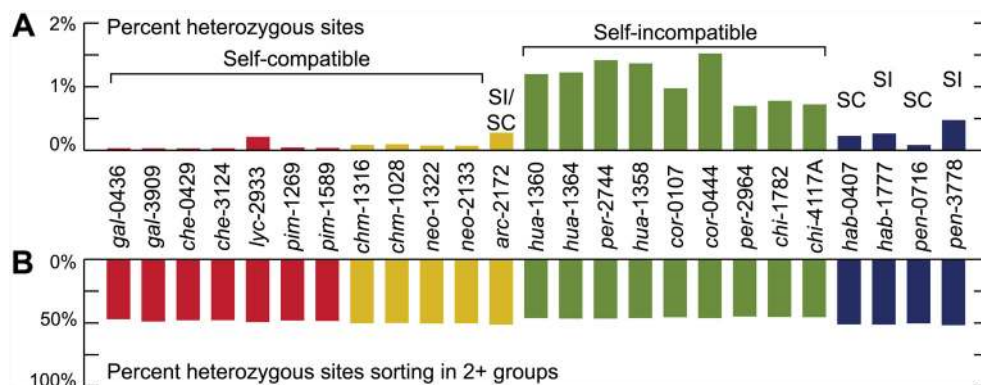 A
2%
Percent heterozygous sites
Self-compatible
Self-incompatible
1%
SI/
SC
SC
SI
SC
SI
0%
gal-0436
gal-3909
che-0429
che-3124
lyc-2933
pim-1269
pim-1589
chm-1316
chm-1028
neo-1322
neo-2133
arc-2172
hua-1360
hua-1364
per-2744
hua-1358
cor-0107
cor-0444
per-2964
chi-1782
chi-4117A
hab-0407
hab-1777
pen-0716
pen-3778
B
0%
50%
Percent heterozygous sites sorting in 2+ groups
100%